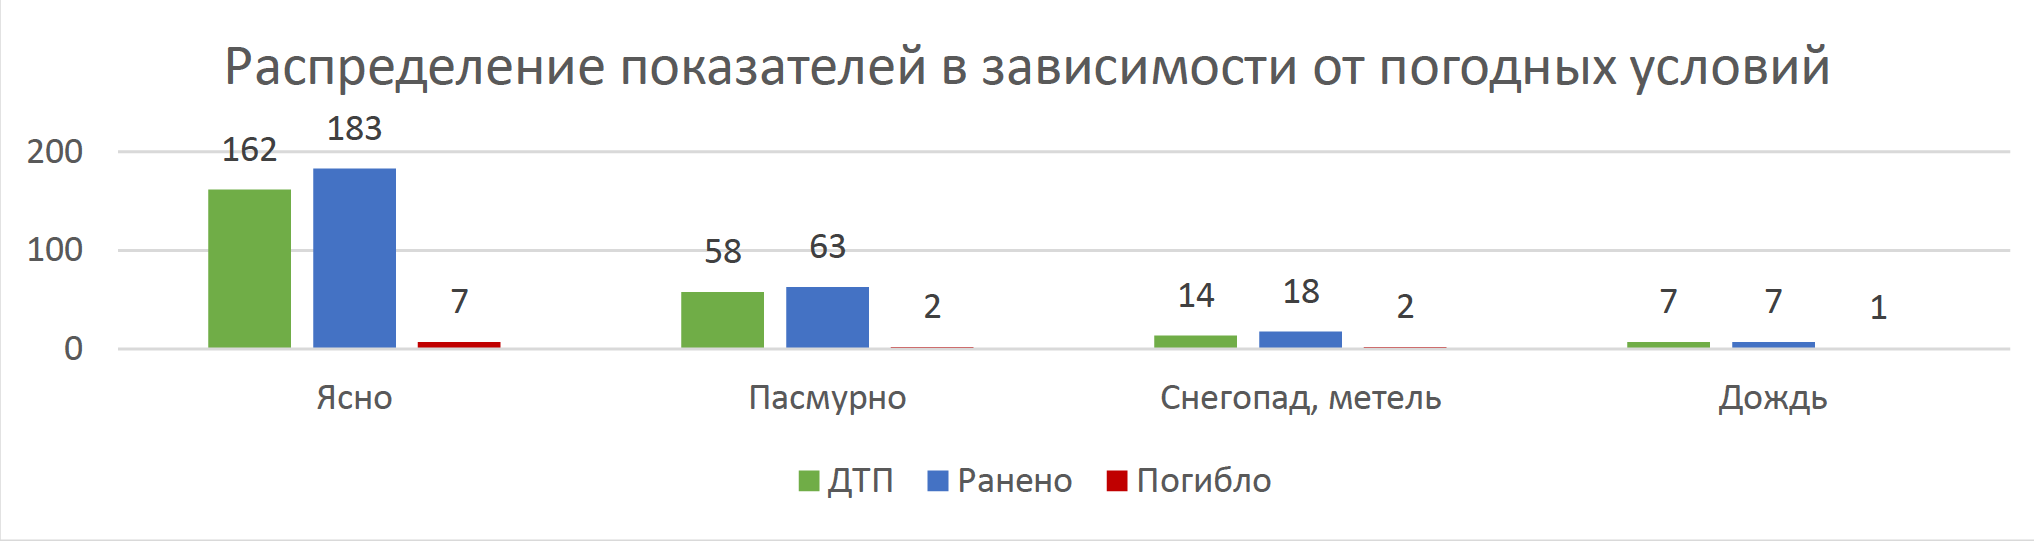 Распределение показателей в зависимости от погодных условий
200
100
0
162
183
7
58
63
2
14
18
2
7
7
1
Ясно
Пасмурно
Снегопад, метель
Дождь
ДТП
Ранено
Погибло